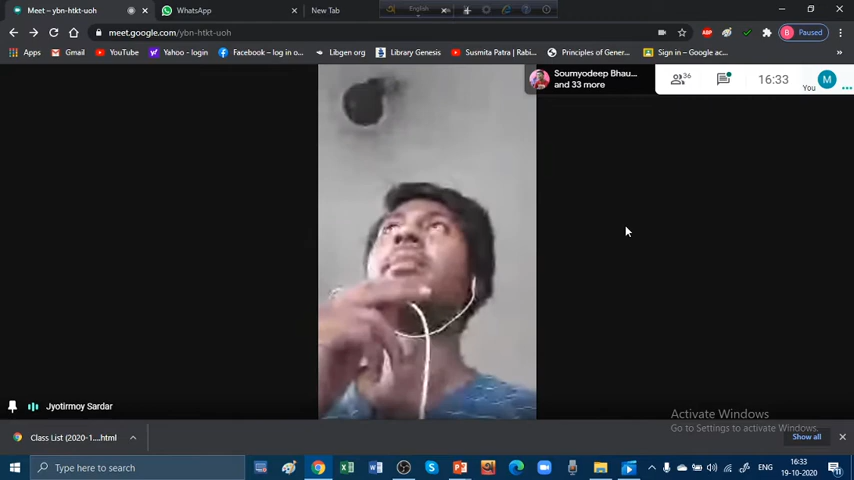 Meet – ybn-htkt-uoh
WhatsApp
New Tab
English
meet.google.com/ybn-htkt-uoh
Paused
Apps
Gmail
YouTube
Yahoo - login
Facebook – log in o...
Libgen org
Library Genesis
Susmita Patra | Rabi...
Principles of Gener...
Sign in – Google ac...
Soumyodeep Bhau...
and 33 more
36
16:33
You
M
Jyotirmoy Sardar
Activate Windows
Go to Settings to activate Windows.
Class List (2020-1....html
Show all
Type here to search
ENG
16:33
19-10-2020